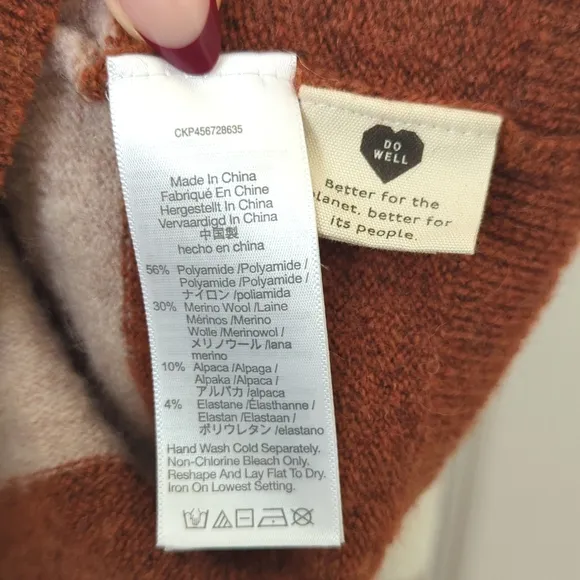 CKP456728635
Made In China
Fabriqué En Chine
Hergestellt In China
Vervaardigd In China
中国製
hecho en china
56% Polyamide /Polyamide /
Polyamide /Polyamide /
ナイロン /poliamida
30% Merino Wool /Laine
Mérinos /Merino
Wolle /Merinowol /
メリノウール /lana
merino
10% Alpaca /Alpaga /
Alpaka /Alpaca /
アルパカ /alpaca
4% Elastane /Élasthanne /
Elastan /Elastaan /
ポリウレタン /elastano
Hand Wash Cold Separately.
Non-Chlorine Bleach Only.
Reshape And Lay Flat To Dry.
Iron On Lowest Setting.
DO
WELL
Better for the
planet, better for
its people.